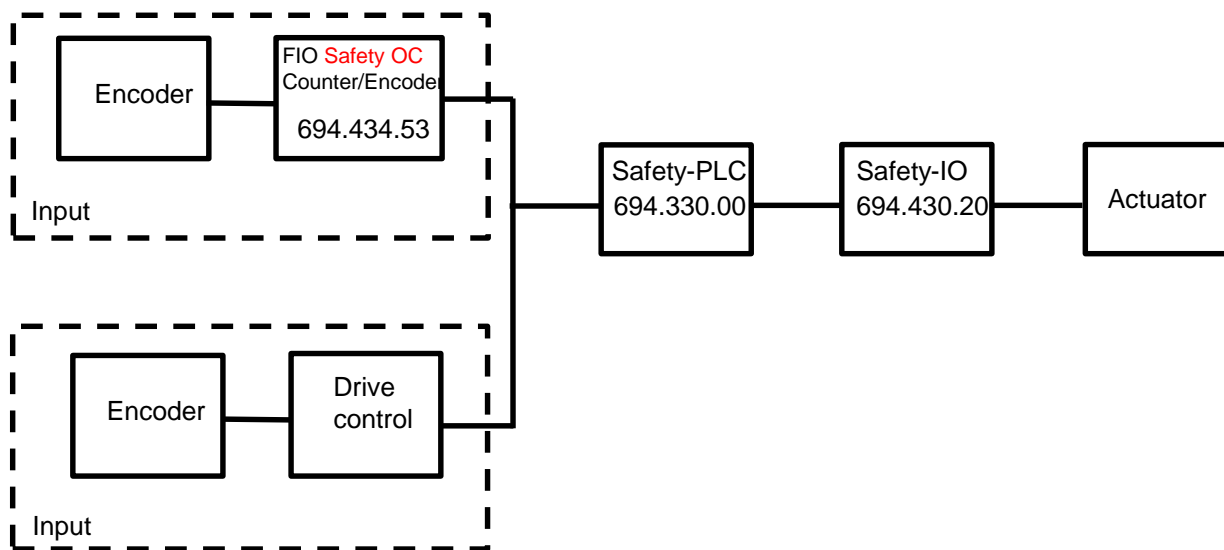 Encoder
FIO Safety OC
Counter/Encoder
694.434.53
Input
Safety-PLC
694.330.00
Safety-IO
694.430.20
Actuator
Encoder
Drive
control
Input